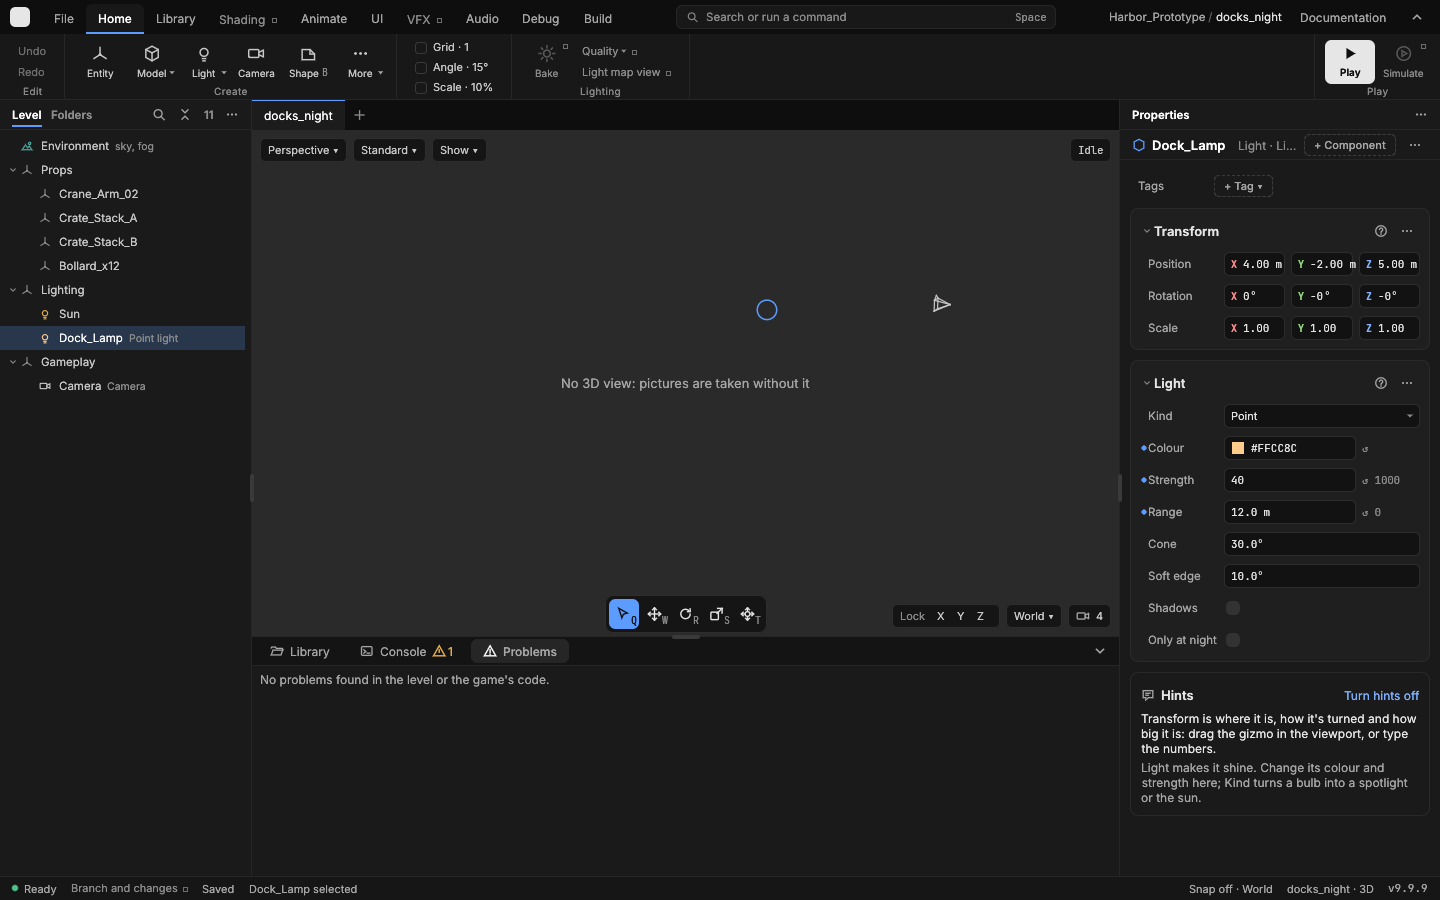 File Home Library Shading Animate UI VFX Audio Debug Build Search or run a command Space Harbor_Prototype / docks_night Documentation
Undo
Redo
Edit
Entity Model Light Camera Shape B More
Create
Grid · 1
Angle · 15°
Scale · 10%
Bake
Quality
Light map view
Lighting
Play Simulate
Play
Level Folders 11
docks_night
Properties
Environment sky, fog
Props
Crane_Arm_02
Crate_Stack_A
Crate_Stack_B
Bollard_x12
Lighting
Sun
Dock_Lamp Point light
Gameplay
Camera Camera
Perspective Standard Show Idle
No 3D view: pictures are taken without it
Q W R S T
Lock X Y Z World 4
Library Console 1 Problems
No problems found in the level or the game's code.
Dock_Lamp Light · Li... + Component
Tags + Tag
Transform
Position X 4.00 m Y -2.00 m Z 5.00 m
Rotation X 0° Y -0° Z -0°
Scale X 1.00 Y 1.00 Z 1.00
Light
Kind Point
Colour #FFCC8C
Strength 40 1000
Range 12.0 m 0
Cone 30.0°
Soft edge 10.0°
Shadows
Only at night
Hints Turn hints off
Transform is where it is, how it's turned and how
big it is: drag the gizmo in the viewport, or type
the numbers.
Light makes it shine. Change its colour and
strength here; Kind turns a bulb into a spotlight
or the sun.
Ready Branch and changes Saved Dock_Lamp selected Snap off · World docks_night · 3D v9.9.9